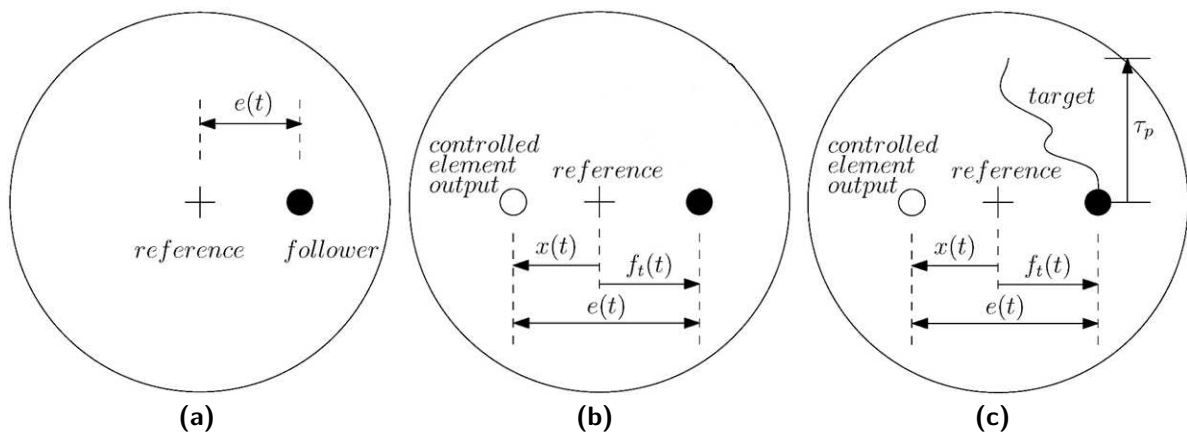 e(t)
reference
follower
(a)
controlled
element
output
reference
x(t)
f_t(t)
e(t)
(b)
target
τ_p
controlled
element
output
reference
x(t)
f_t(t)
e(t)
(c)